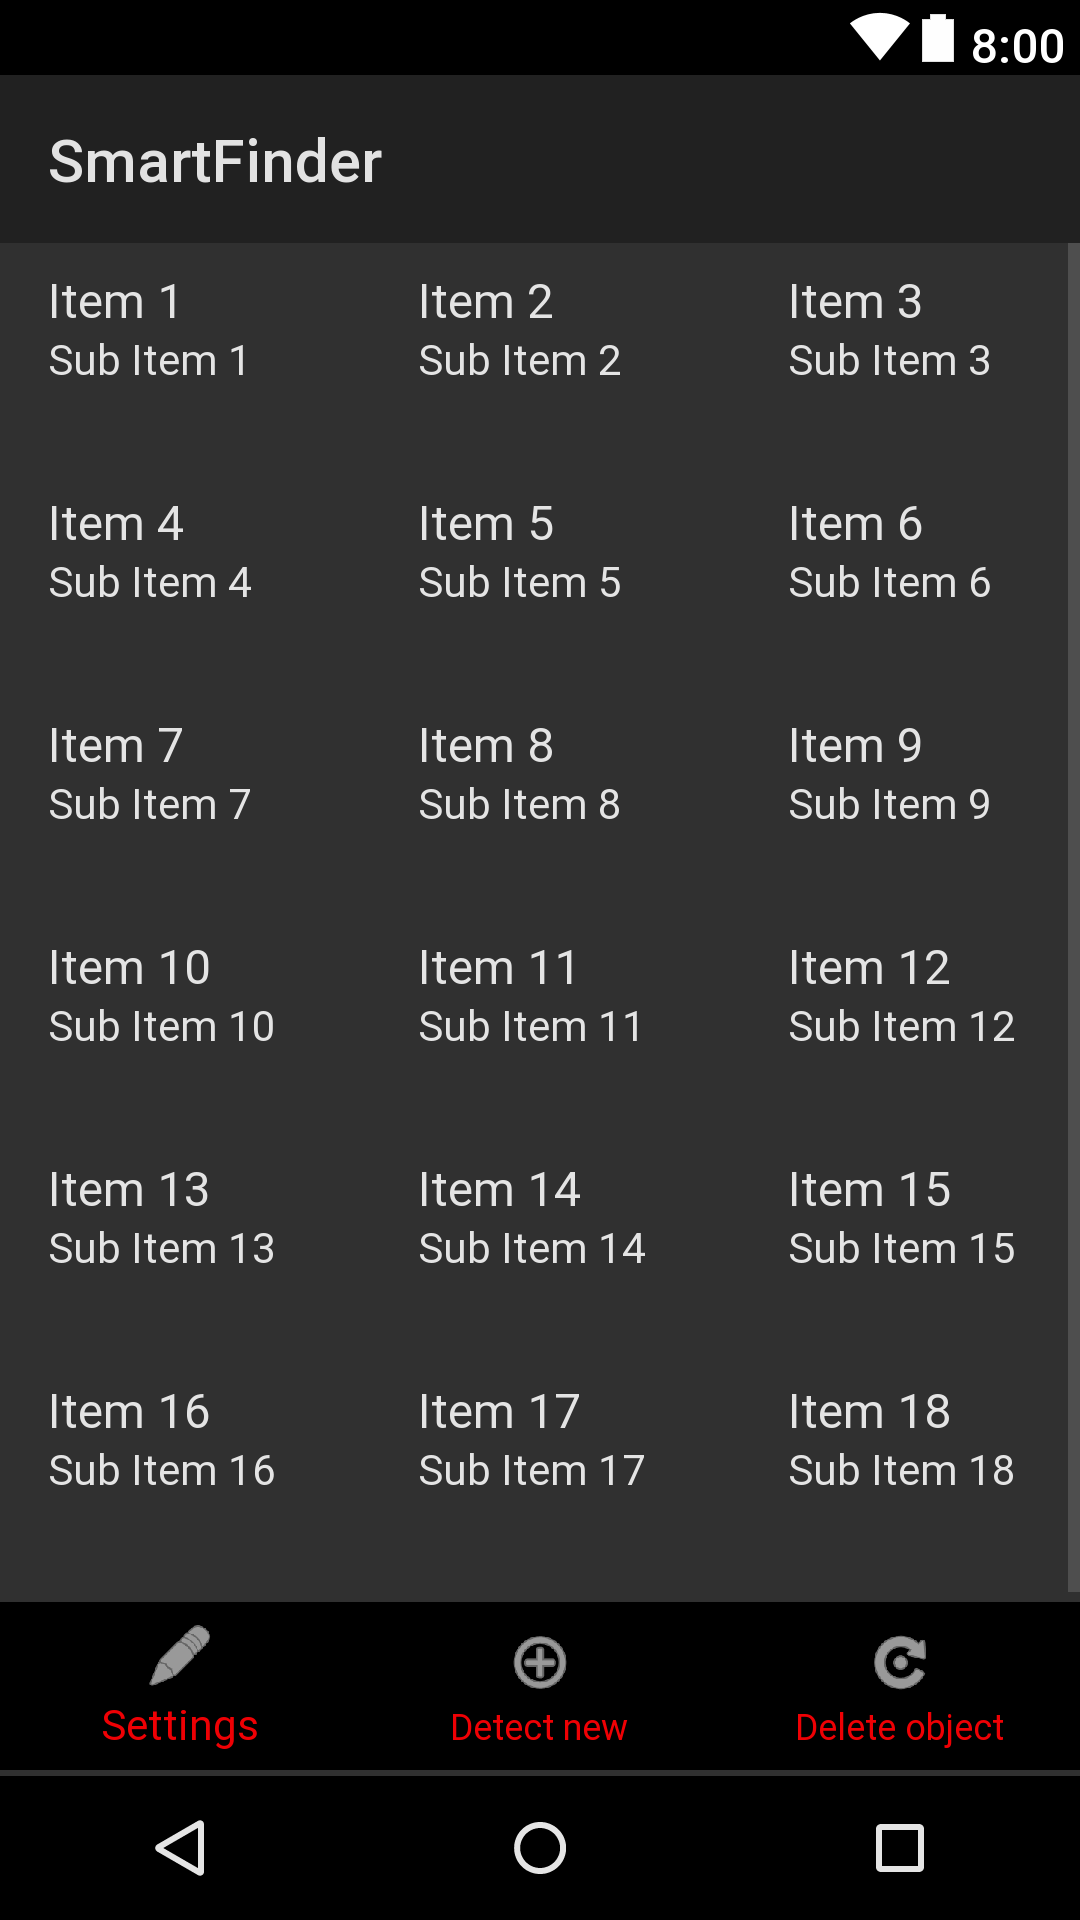 8:00
SmartFinder
Item 1 Item 2 Item 3
Sub Item 1 Sub Item 2 Sub Item 3
Item 4 Item 5 Item 6
Sub Item 4 Sub Item 5 Sub Item 6
Item 7 Item 8 Item 9
Sub Item 7 Sub Item 8 Sub Item 9
Item 10 Item 11 Item 12
Sub Item 10 Sub Item 11 Sub Item 12
Item 13 Item 14 Item 15
Sub Item 13 Sub Item 14 Sub Item 15
Item 16 Item 17 Item 18
Sub Item 16 Sub Item 17 Sub Item 18
Settings Detect new Delete object